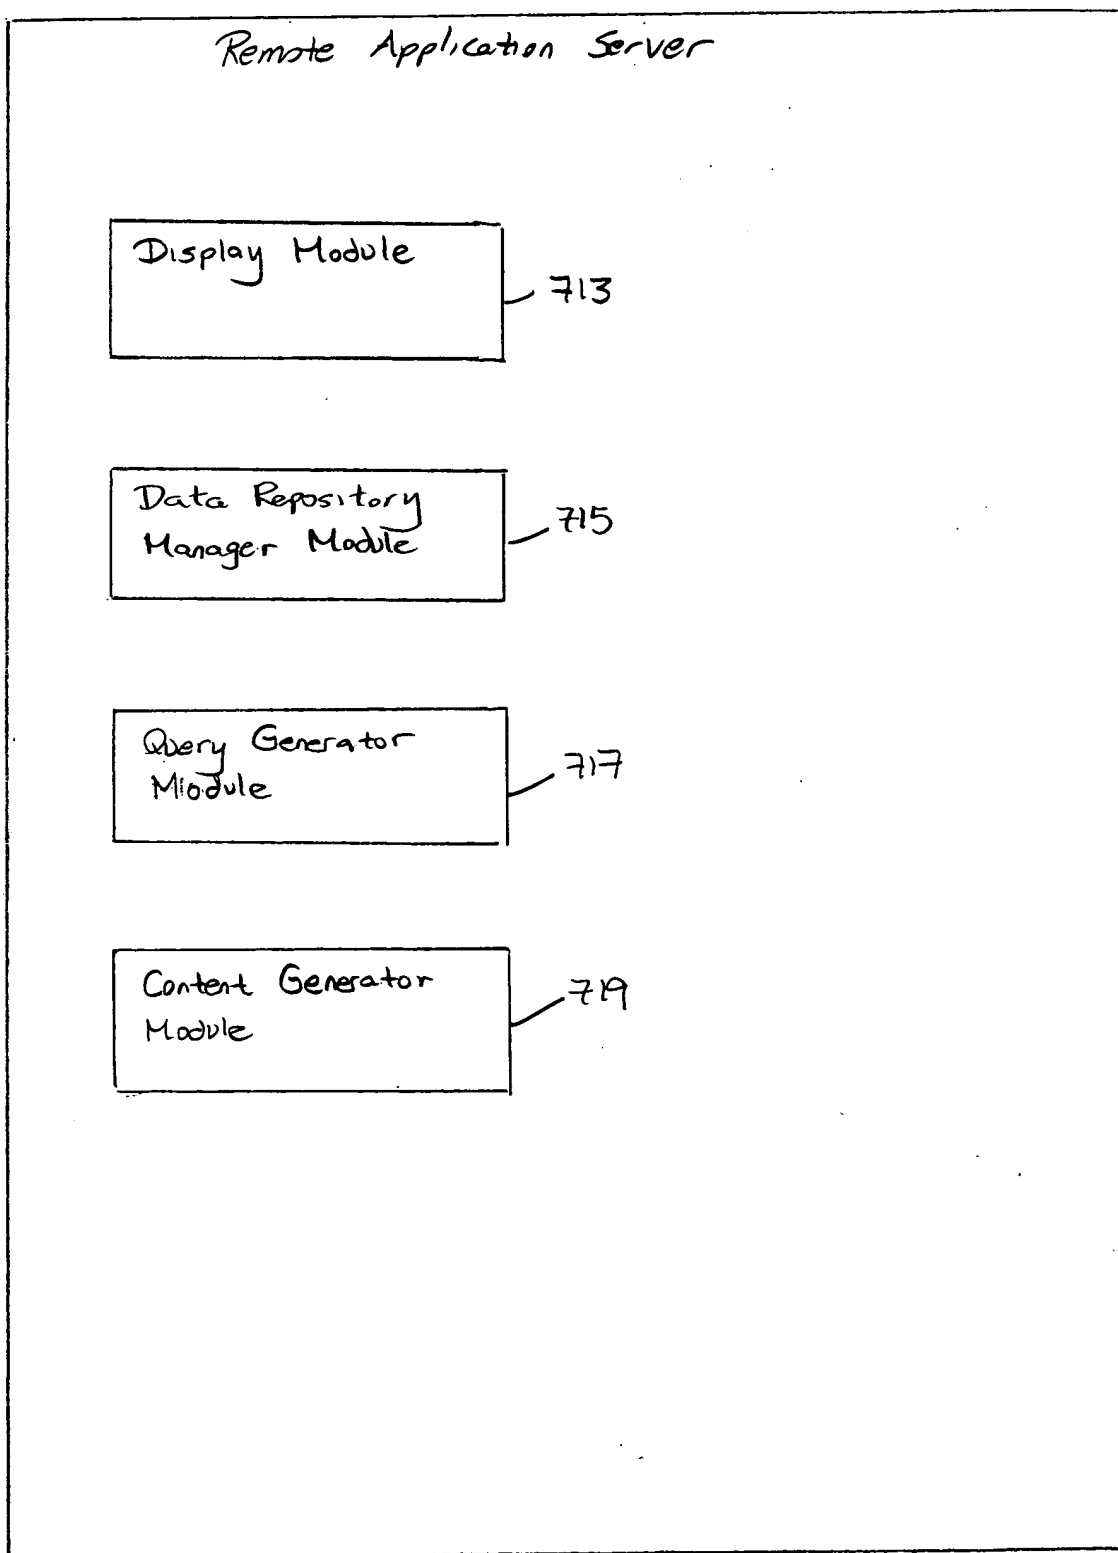 Remote Application Server
Display Module
713
Data Repository
Manager Module
715
Query Generator
Module
717
Content Generator
Module
719